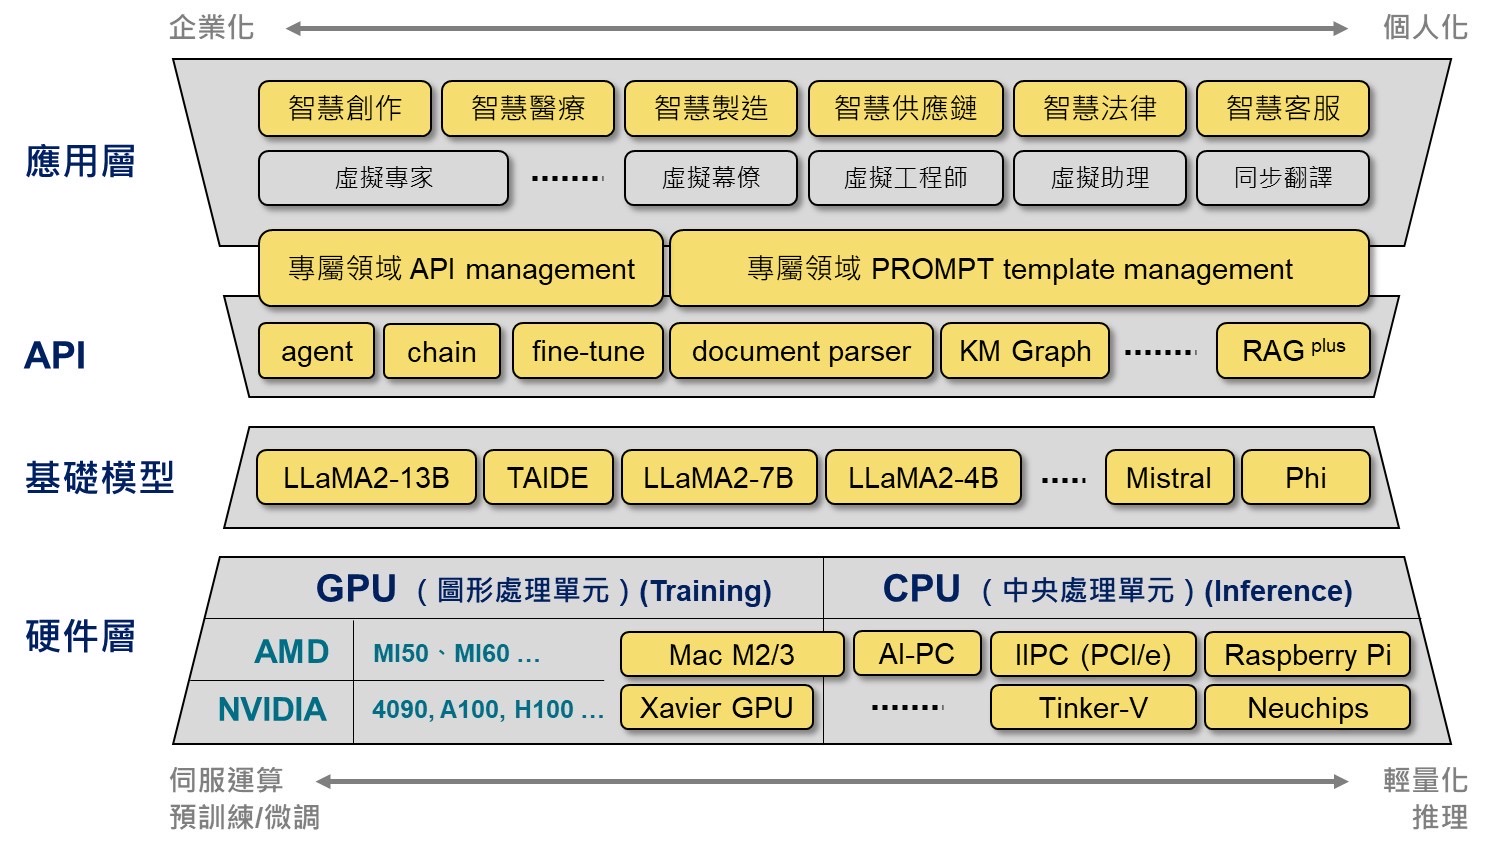 企業化 個人化
應用層
智慧創作 智慧醫療 智慧製造 智慧供應鏈 智慧法律 智慧客服
虛擬專家 ........ 虛擬幕僚 虛擬工程師 虛擬助理 同步翻譯
專屬領域 API management 專屬領域 PROMPT template management
API
agent chain fine-tune document parser KM Graph ........ RAG plus
基礎模型
LLaMA2-13B TAIDE LLaMA2-7B LLaMA2-4B ..... Mistral Phi
硬件層
GPU （圖形處理單元）(Training) CPU （中央處理單元）(Inference)
AMD MI50、MI60 ... Mac M2/3 AI-PC IIPC (PCI/e) Raspberry Pi
NVIDIA 4090, A100, H100 ... Xavier GPU ........ Tinker-V Neuchips
伺服運算 輕量化
預訓練/微調 推理